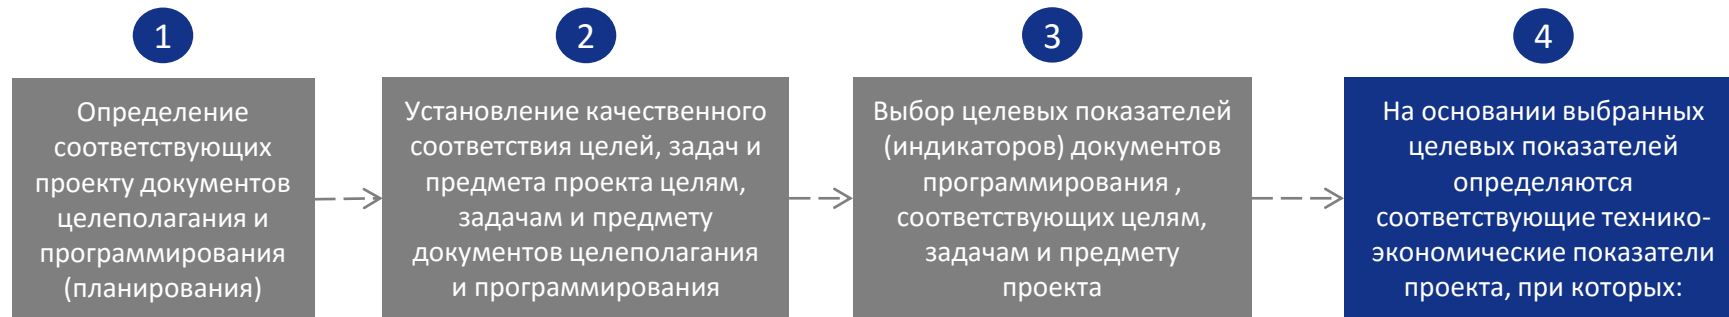 1
Определение
соответствующих
проекту документов
целеполагания и
программирования
(планирования)
2
Установление качественного
соответствия целей, задач и
предмета проекта целям,
задачам и предмету
документов целеполагания
и программирования
3
Выбор целевых показателей
(индикаторов) документов
программирования ,
соответствующих целям,
задачам и предмету
проекта
4
На основании выбранных
целевых показателей
определяются
соответствующие технико-
экономические показатели
проекта, при которых: